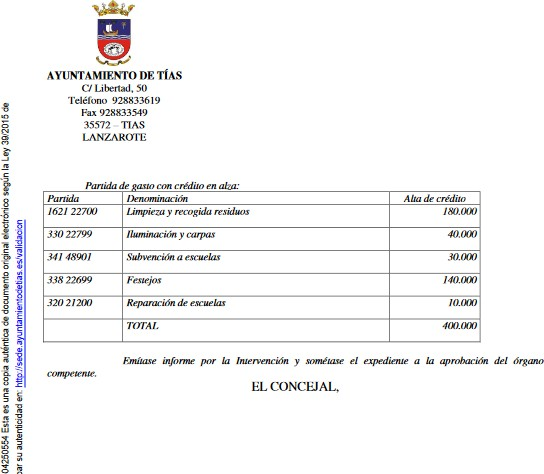 AYUNTAMIENTO DE TÍAS
C/ Libertad, 50
Teléfono 928833619
Fax 928833549
35572 – TIAS
LANZAROTE
Partida de gasto con crédito en alza:
Partida Denominación Alta de crédito
1621 22700 Limpieza y recogida residuos 180.000
330 22799 Iluminación y carpas 40.000
341 48901 Subvención a escuelas 30.000
338 22699 Festejos 140.000
320 21200 Reparación de escuelas 10.000
TOTAL 400.000
Emítase informe por la Intervención y sométase el expediente a la aprobación del órgano
competente.
EL CONCEJAL,
04250554 Esta es una copia auténtica de documento original electrónico según la Ley 39/2015 de
par su autenticidad en: http://sede.ayuntamientodetias.es/validacion